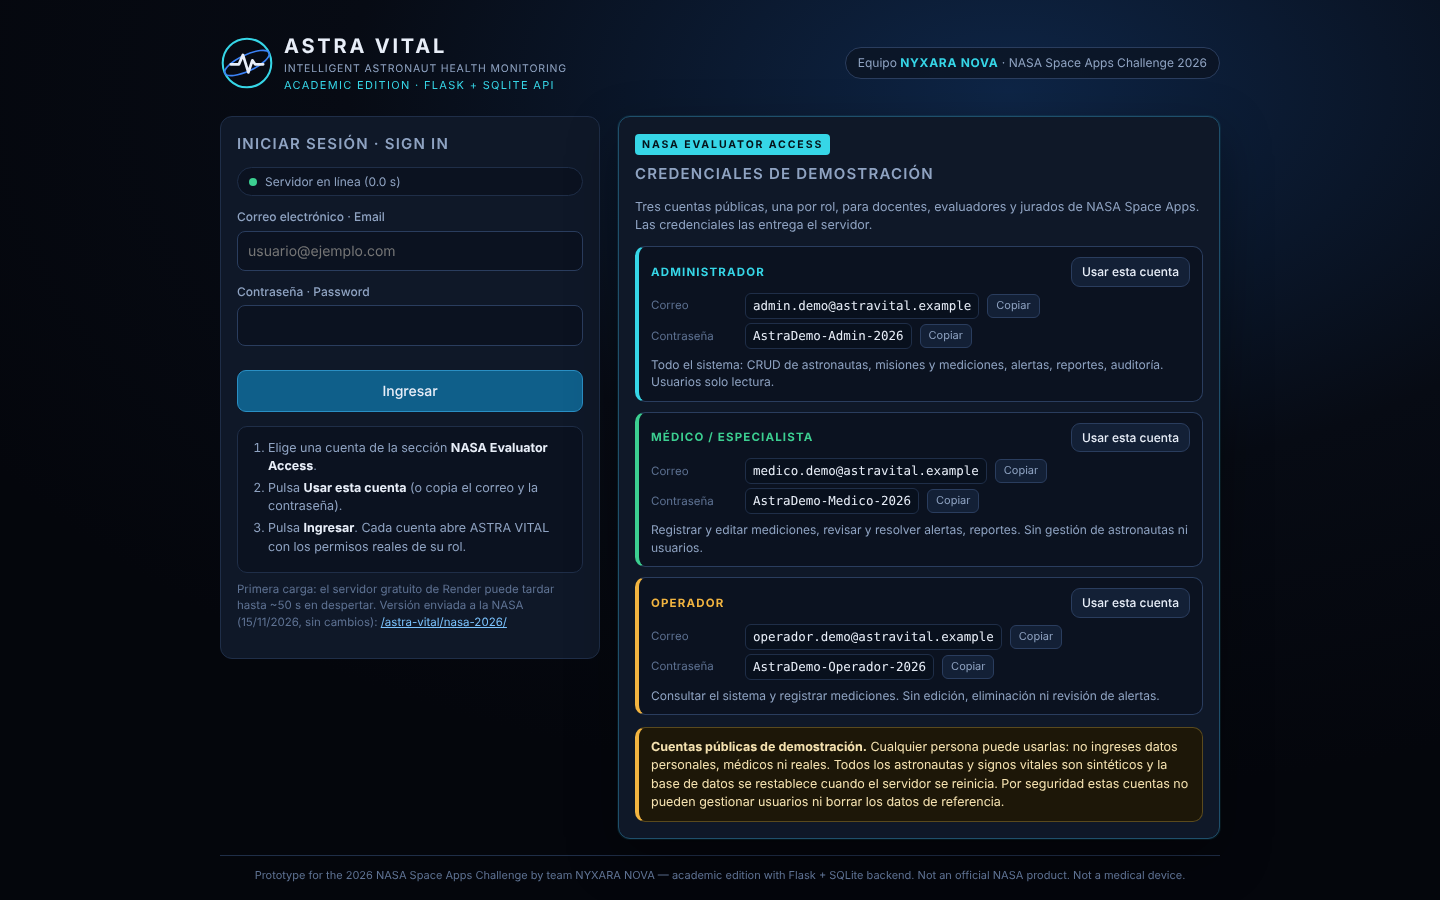 ASTRA VITAL
INTELLIGENT ASTRONAUT HEALTH MONITORING
ACADEMIC EDITION · FLASK + SQLITE API
Equipo NYXARA NOVA · NASA Space Apps Challenge 2026
INICIAR SESIÓN · SIGN IN
Servidor en línea (0.0 s)
Correo electrónico · Email
usuario@ejemplo.com
Contraseña · Password
Ingresar
1. Elige una cuenta de la sección NASA Evaluator
Access.
2. Pulsa Usar esta cuenta (o copia el correo y la
contraseña).
3. Pulsa Ingresar. Cada cuenta abre ASTRA VITAL
con los permisos reales de su rol.
Primera carga: el servidor gratuito de Render puede tardar
hasta ~50 s en despertar. Versión enviada a la NASA
(15/11/2026, sin cambios): /astra-vital/nasa-2026/
NASA EVALUATOR ACCESS
CREDENCIALES DE DEMOSTRACIÓN
Tres cuentas públicas, una por rol, para docentes, evaluadores y jurados de NASA Space Apps.
Las credenciales las entrega el servidor.
ADMINISTRADOR
Usar esta cuenta
Correo admin.demo@astravital.example Copiar
Contraseña AstraDemo-Admin-2026 Copiar
Todo el sistema: CRUD de astronautas, misiones y mediciones, alertas, reportes, auditoría.
Usuarios solo lectura.
MÉDICO / ESPECIALISTA
Usar esta cuenta
Correo medico.demo@astravital.example Copiar
Contraseña AstraDemo-Medico-2026 Copiar
Registrar y editar mediciones, revisar y resolver alertas, reportes. Sin gestión de astronautas ni
usuarios.
OPERADOR
Usar esta cuenta
Correo operador.demo@astravital.example Copiar
Contraseña AstraDemo-Operador-2026 Copiar
Consultar el sistema y registrar mediciones. Sin edición, eliminación ni revisión de alertas.
Cuentas públicas de demostración. Cualquier persona puede usarlas: no ingreses datos
personales, médicos ni reales. Todos los astronautas y signos vitales son sintéticos y la
base de datos se restablece cuando el servidor se reinicia. Por seguridad estas cuentas no
pueden gestionar usuarios ni borrar los datos de referencia.
Prototype for the 2026 NASA Space Apps Challenge by team NYXARA NOVA — academic edition with Flask + SQLite backend. Not an official NASA product. Not a medical device.